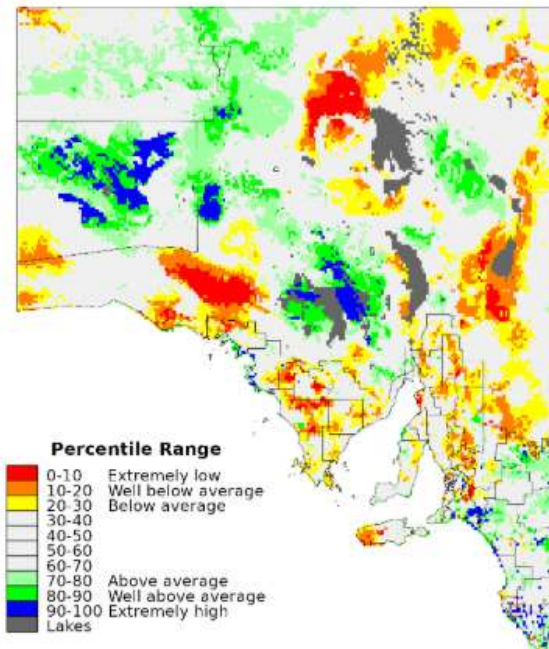 Percentile Range
0-10 Extremely low
10-20 Well below average
20-30 Below average
30-40
40-50
50-60
60-70
70-80 Above average
80-90 Well above average
90-100 Extremely high
Lakes